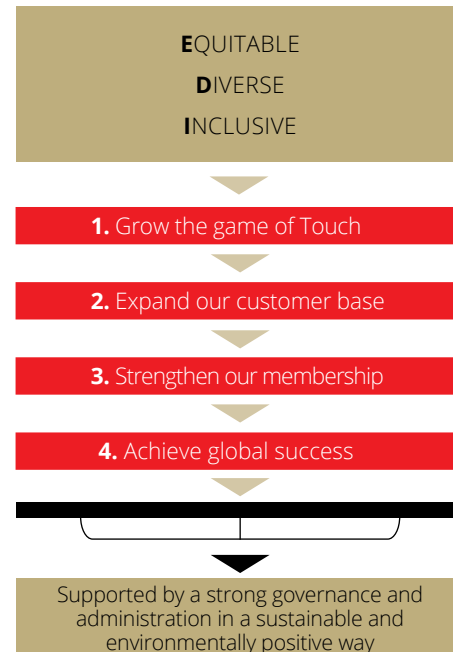 EQUITABLE
DIVERSE
INCLUSIVE
1. Grow the game of Touch
2. Expand our customer base
3. Strengthen our membership
4. Achieve global success
Supported by a strong governance and
administration in a sustainable and
environmentally positive way